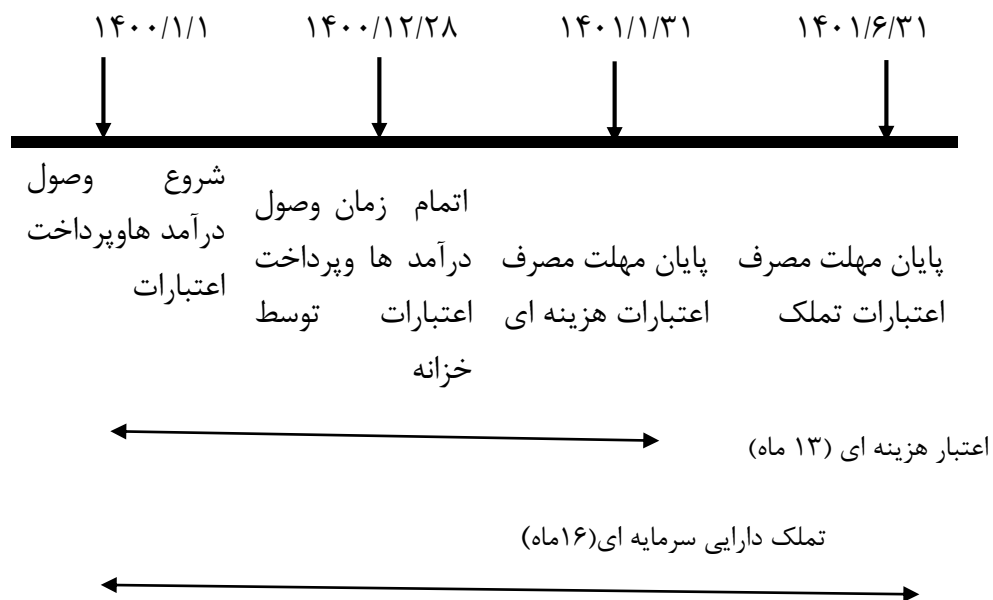 ۱۴۰۰/۱/۱
۱۴۰۰/۱۲/۲۸
۱۴۰۱/۱/۳۱
۱۴۰۱/۶/۳۱
شروع وصول
درآمد هاوپرداخت
اعتبارات
اتمام زمان وصول
درآمد ها وپرداخت
اعتبارات توسط
خزانه
پایان مهلت مصرف
اعتبارات هزینه ای
پایان مهلت مصرف
اعتبارات تملک
اعتبار هزینه ای (۱۳ ماه)
تملک دارایی سرمایه ای(۱۶ماه)